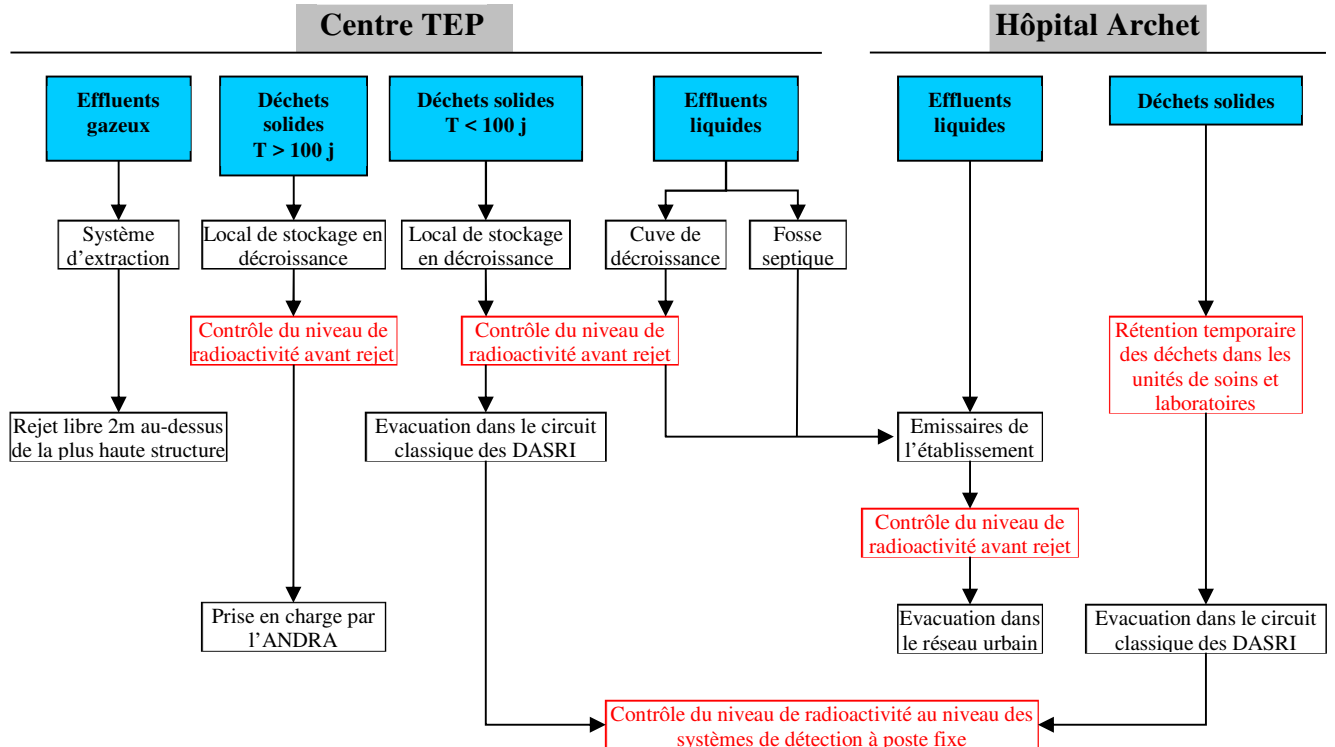 Centre TEP
Hôpital Archet
Effluents
gazeux
Déchets
solides
T > 100 j
Déchets solides
T < 100 j
Effluents
liquides
Effluents
liquides
Déchets solides
Système
d’extraction
Local de stockage en
décroissance
Local de stockage
en décroissance
Cuve de
décroissance
Fosse
septique
Contrôle du niveau de
radioactivité avant rejet
Contrôle du niveau de
radioactivité avant rejet
Rétention temporaire
des déchets dans les
unités de soins et
laboratoires
Rejet libre 2m au-dessus
de la plus haute structure
Evacuation dans le circuit
classique des DASRI
Emissaires de
l’établissement
Contrôle du niveau de
radioactivité avant rejet
Prise en charge par
l’ANDRA
Evacuation dans
le réseau urbain
Evacuation dans le circuit
classique des DASRI
Contrôle du niveau de radioactivité au niveau des
systèmes de détection à poste fixe